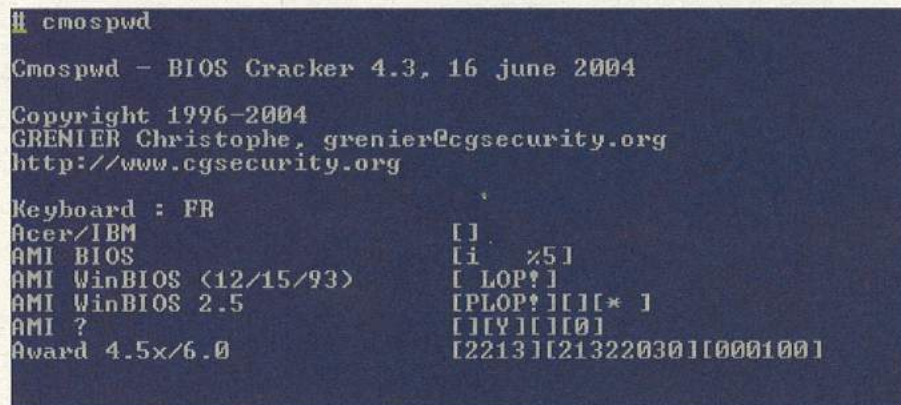 # cmospwd
Cmospwd - BIOS Cracker 4.3, 16 june 2004
Copyright 1996-2004
GRENIER Christophe, grenier@cgsecurity.org
http://www.cgsecurity.org
Keyboard : FR
Acer/IBM [ ]
AMI BIOS [i   %5]
AMI WinBIOS (12/15/93) [ LOP!]
AMI WinBIOS 2.5 [PLOP!][][* ]
AMI ? [][Y][][0]
Award 4.5x/6.0 [2213][21322030][000100]